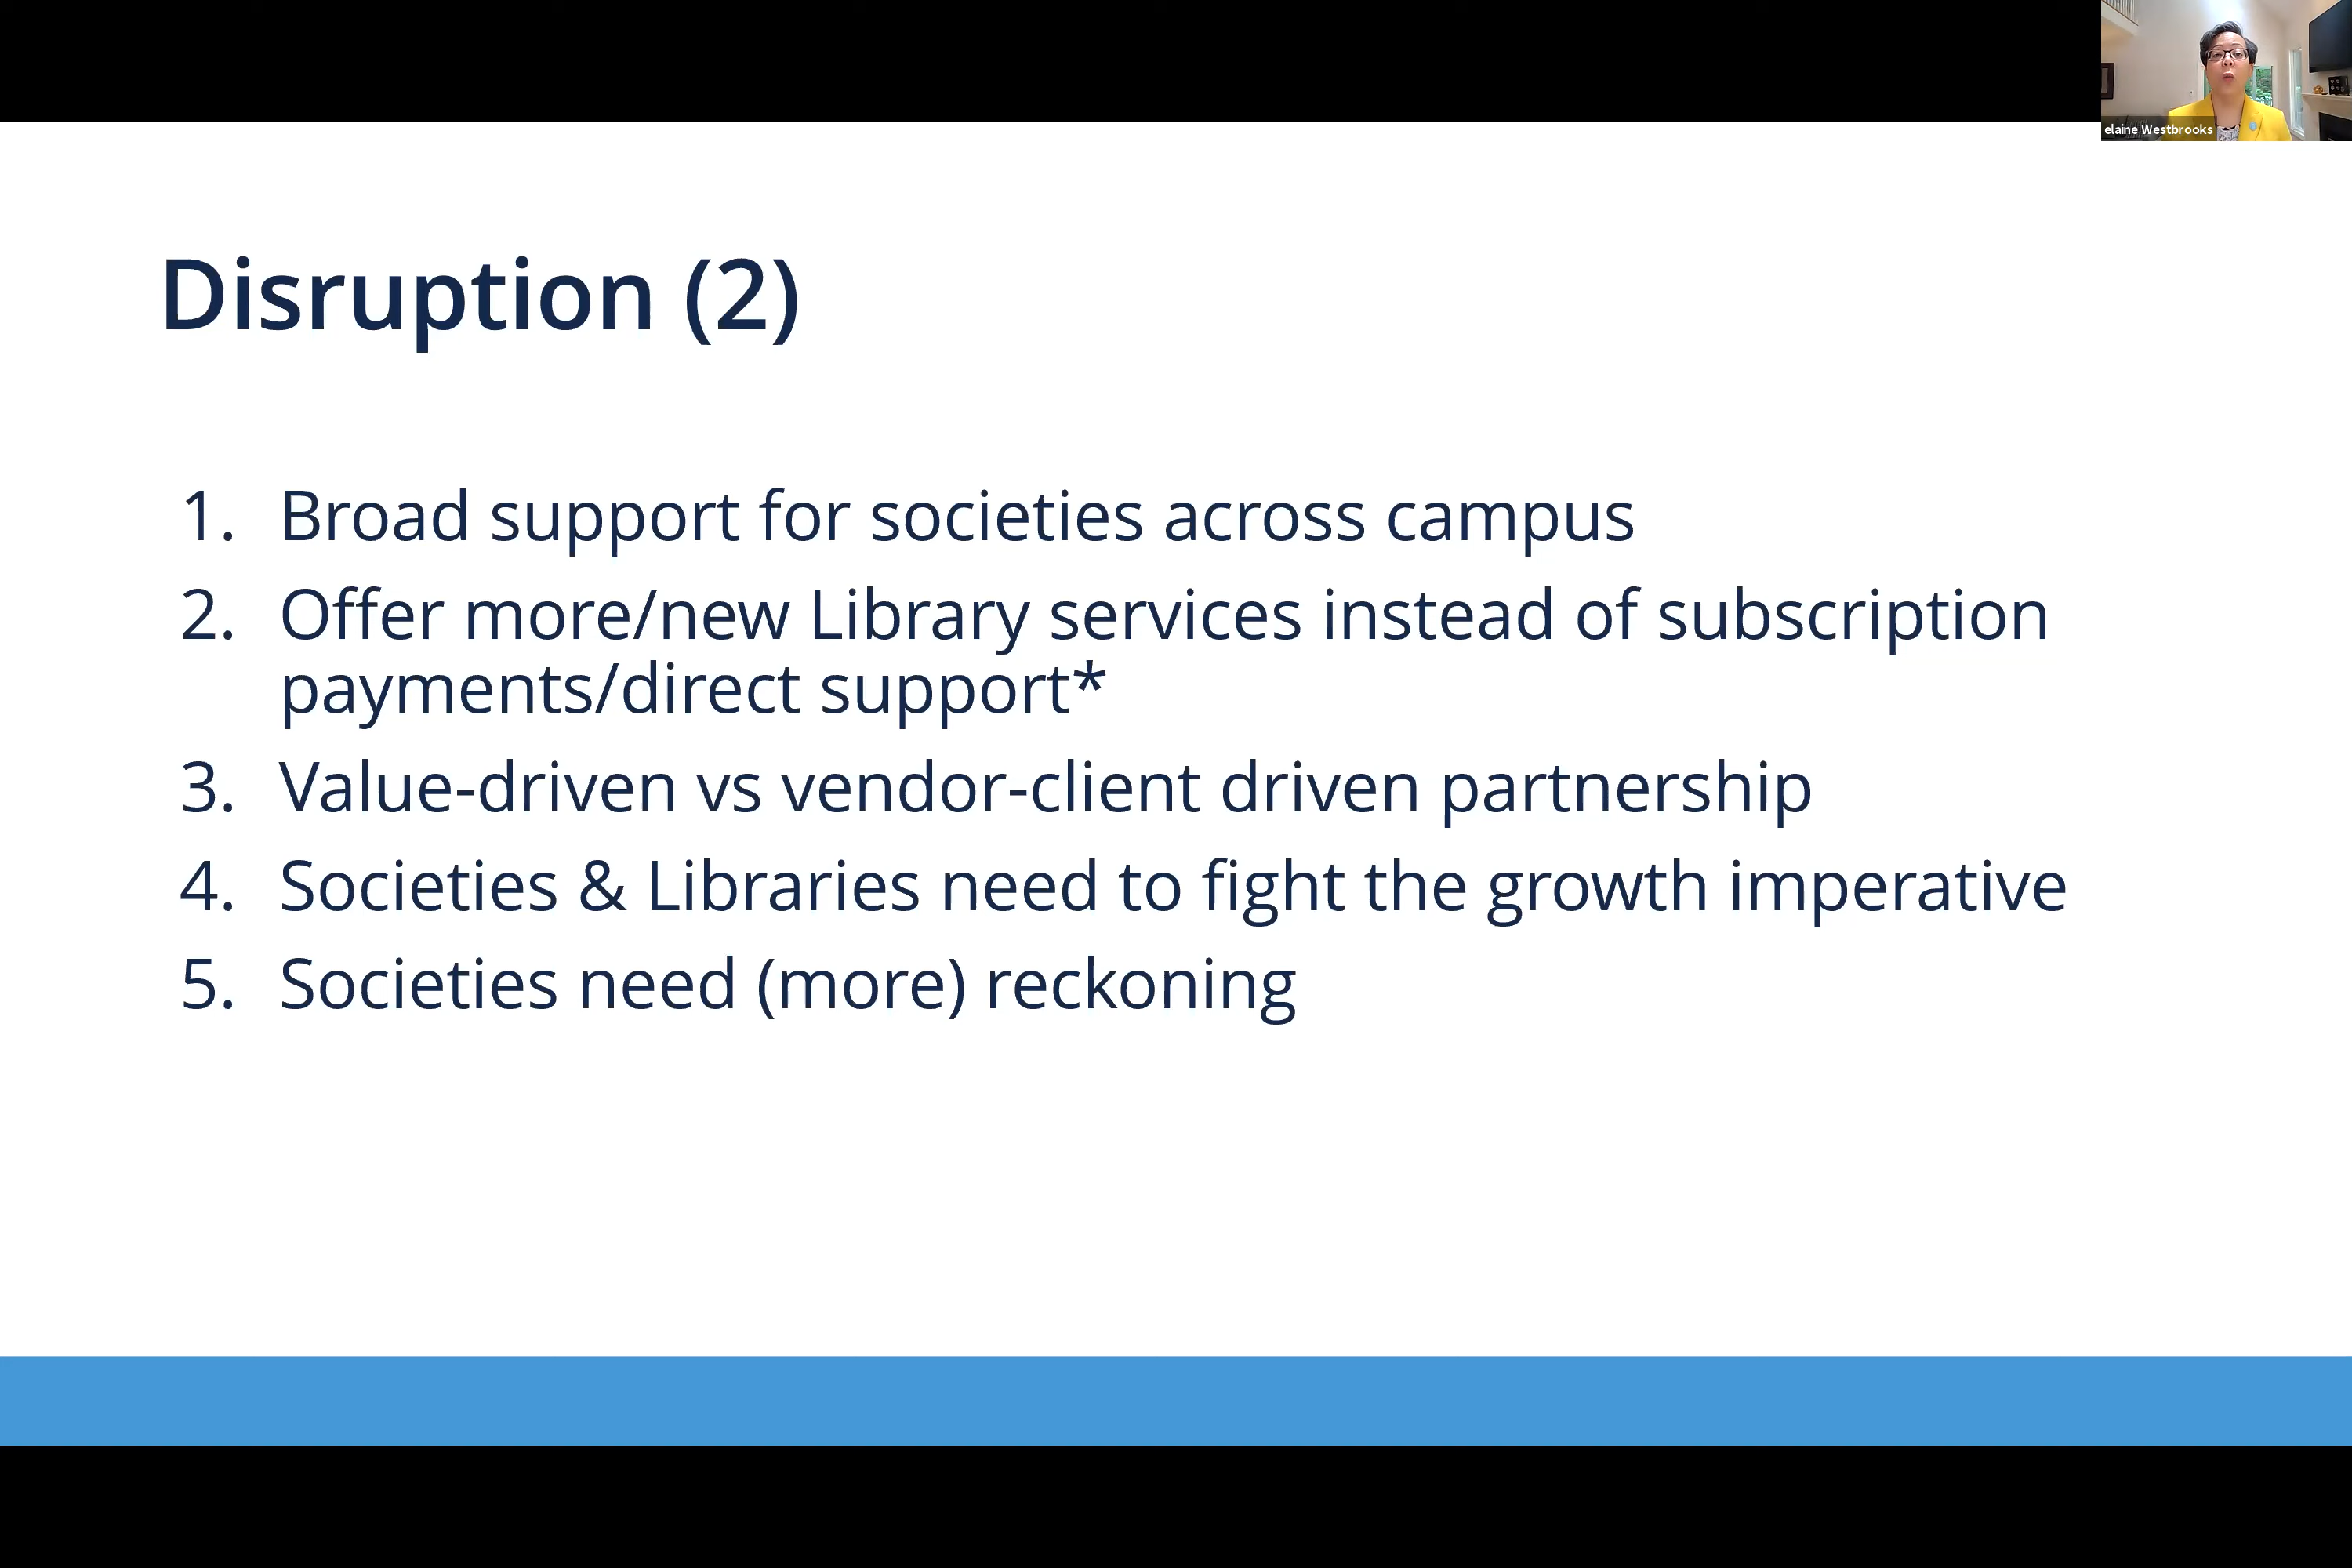 elaine Westbrooks
Disruption (2)
1. Broad support for societies across campus
2. Offer more/new Library services instead of subscription
payments/direct support*
3. Value-driven vs vendor-client driven partnership
4. Societies & Libraries need to fight the growth imperative
5. Societies need (more) reckoning